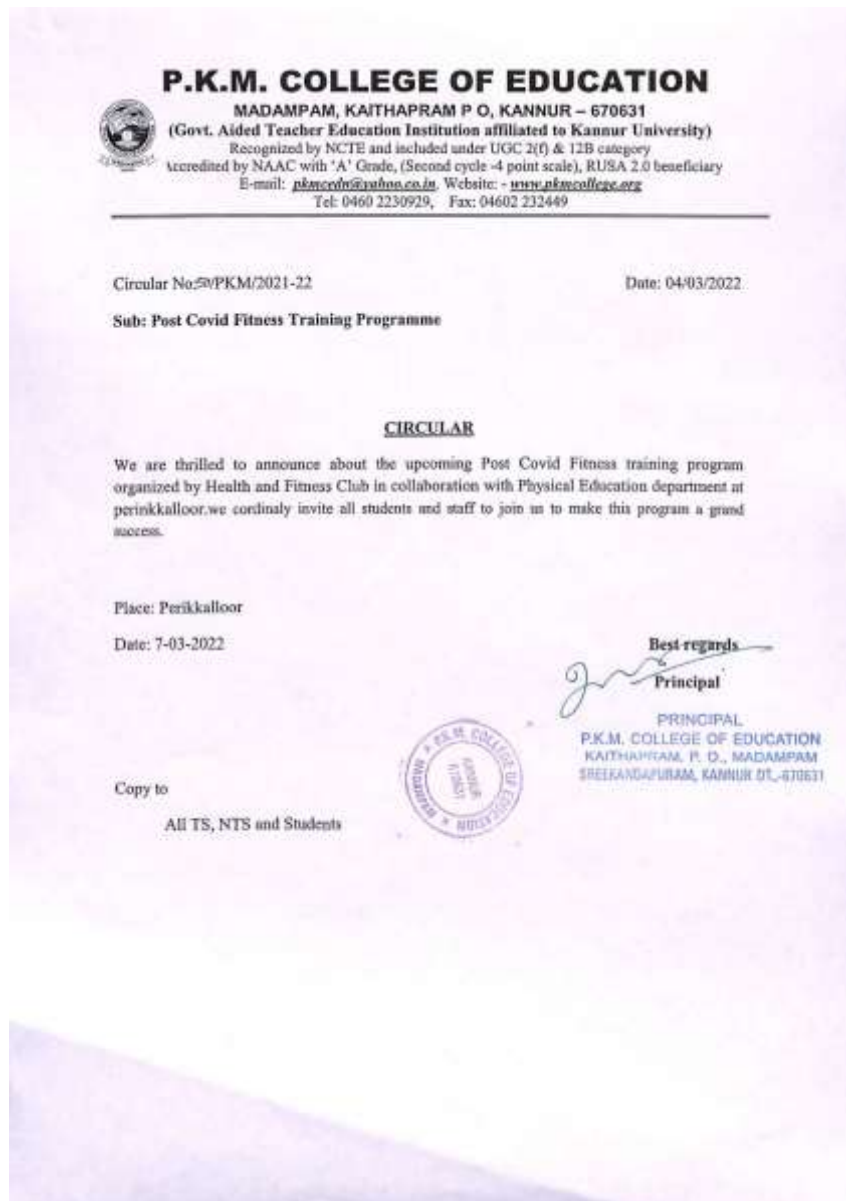 P.K.M. COLLEGE OF EDUCATION
MADAMPAM, KAITHAPRAM P O, KANNUR – 670631
(Govt. Aided Teacher Education Institution affiliated to Kannur University)
Recognized by NCTE and included under UGC 2(f) & 12B category
Accredited by NAAC with 'A' Grade, (Second cycle -4 point scale), RUSA 2.0 beneficiary
E-mail: pkmcedn@yahoo.co.in. Website: - www.pkmcollege.org
Tel: 0460 2230929, Fax: 04602 232449
Circular No:/PKM/2021-22 Date: 04/03/2022
Sub: Post Covid Fitness Training Programme
CIRCULAR
We are thrilled to announce about the upcoming Post Covid Fitness training program
organized by Health and Fitness Club in collaboration with Physical Education department at
perinkkalloor.we cordinaly invite all students and staff to join us to make this program a grand
success.
Place: Perikkalloor
Date: 7-03-2022
Best regards
Principal
PRINCIPAL
P.K.M. COLLEGE OF EDUCATION
KAITHAPRAM, P. O., MADAMPAM
SREEKANDAPURAM, KANNUR DT.,-670631
P.K.M. COLLEGE OF EDUCATION
MADAMPAM
KANNUR
670631
Copy to
All TS, NTS and Students